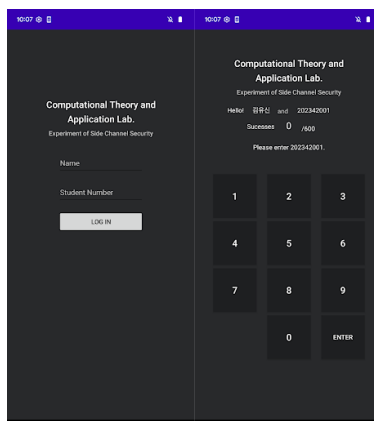 10:07
Computational Theory and
Application Lab.
Experiment of Side Channel Security
Name
Student Number
LOG IN
10:07
Computational Theory and
Application Lab.
Experiment of Side Channel Security
Hello! 김유신 and 202342001
Sucesses 0 /600
Please enter 202342001.
1 2 3
4 5 6
7 8 9
0 ENTER